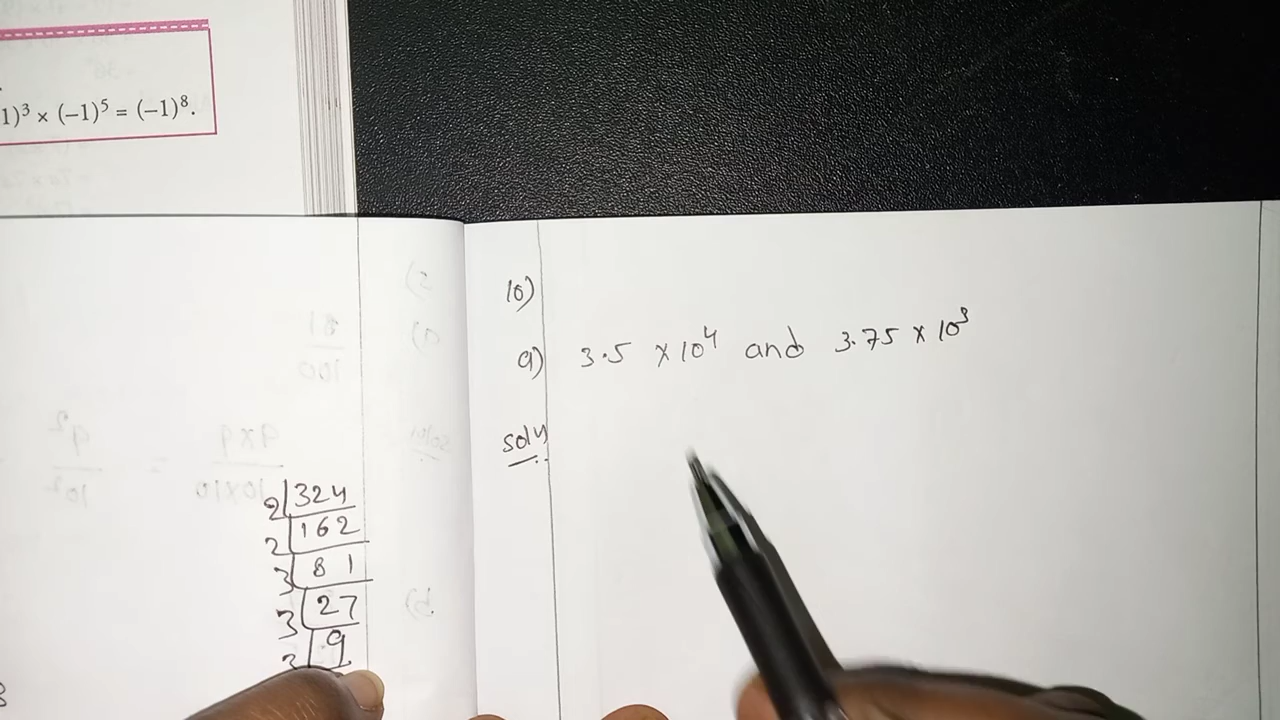 1)³ × (−1)⁵ = (−1)⁸.
10)
a) 3.5 × 10⁴ and 3.75 × 10³
Soln
2 | 324
2 | 162
3 | 81
3 | 27
3 | 9